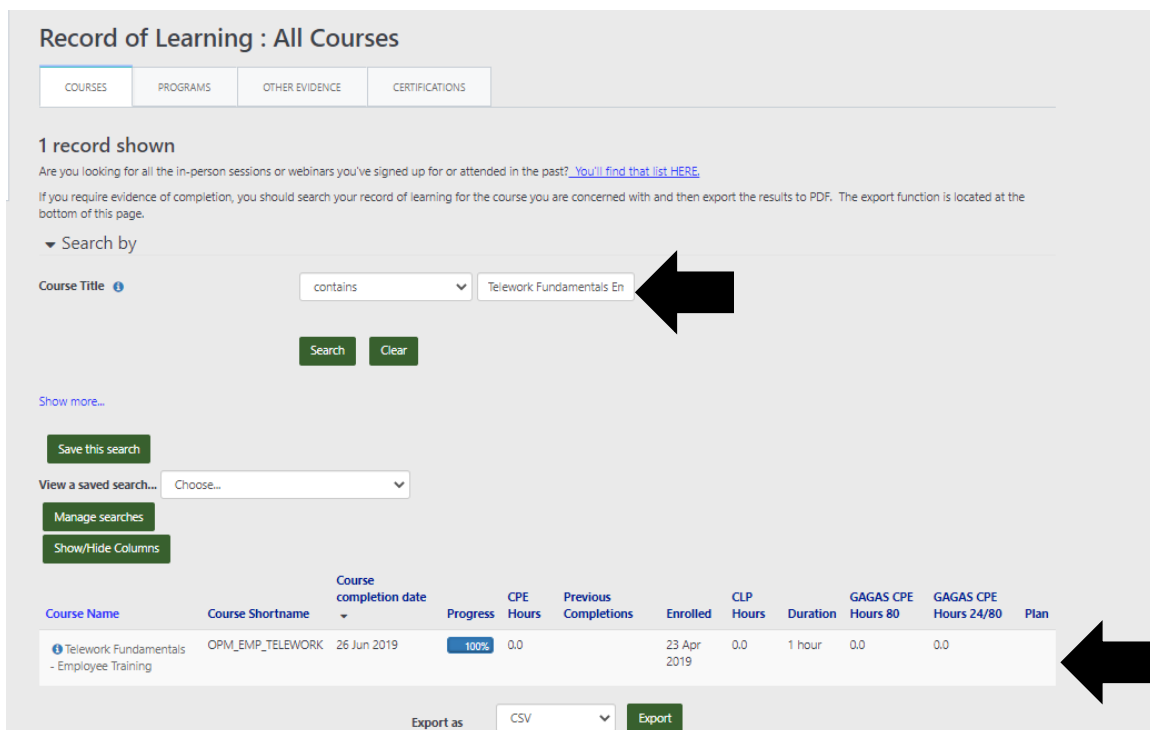 Record of Learning : All Courses
COURSES PROGRAMS OTHER EVIDENCE CERTIFICATIONS
1 record shown
Are you looking for all the in-person sessions or webinars you've signed up for or attended in the past? You'll find that list HERE.
If you require evidence of completion, you should search your record of learning for the course you are concerned with and then export the results to PDF. The export function is located at the
bottom of this page.
Search by
Course Title contains Telework Fundamentals Em
Search Clear
Show more...
Save this search
View a saved search... Choose...
Manage searches
Show/Hide Columns
Course
completion date CPE Previous CLP GAGAS CPE GAGAS CPE
Course Name Course Shortname Progress Hours Completions Enrolled Hours Duration Hours 80 Hours 24/80 Plan
Telework Fundamentals OPM_EMP_TELEWORK 26 Jun 2019 100% 0.0 23 Apr 0.0 1 hour 0.0 0.0
- Employee Training 2019
Export as CSV Export